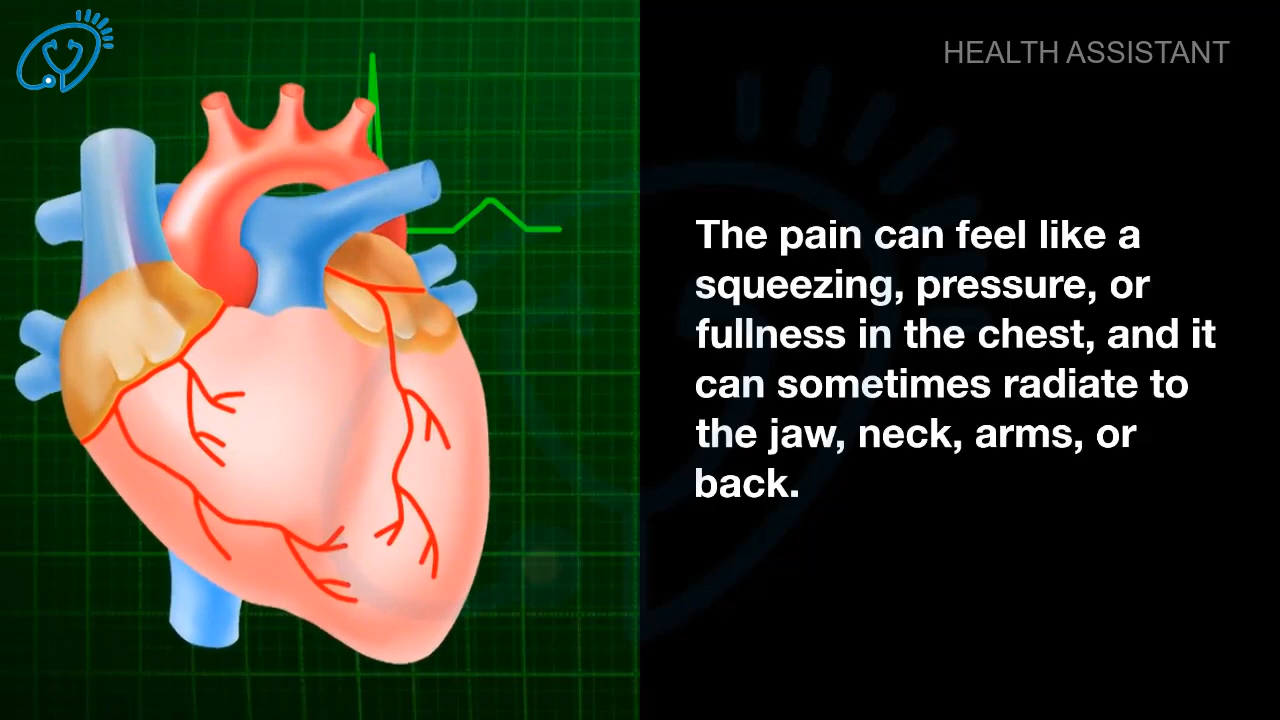 HEALTH ASSISTANT
The pain can feel like a
squeezing, pressure, or
fullness in the chest, and it
can sometimes radiate to
the jaw, neck, arms, or
back.